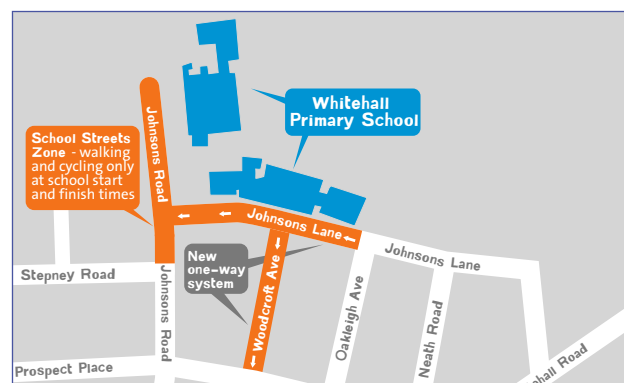 Whitehall
Primary School
School Streets
Zone - walking
and cycling only
at school start
and finish times
Johnsons Road
Johnsons Lane
New
one-way
system
Johnsons Lane
Stepney Road
Johnsons Road
Woodcroft Ave
Oakleigh Ave
Neath Road
Prospect Place
Road